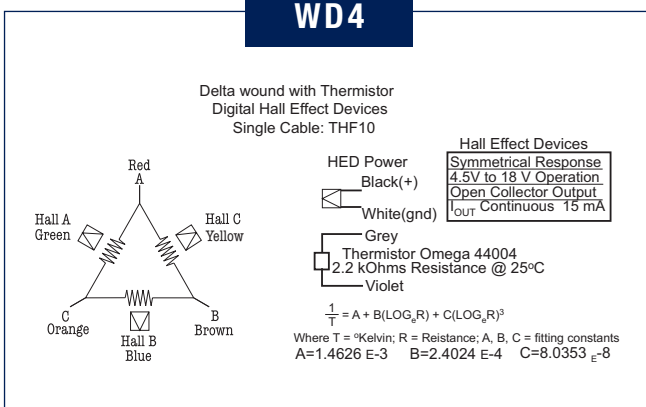 WD4
Delta wound with Thermistor
Digital Hall Effect Devices
Single Cable: THF10
Red
A
Hall A
Green
Hall C
Yellow
C
Orange
Hall B
Blue
B
Brown
HED Power
Black(+)
White(gnd)
Hall Effect Devices
Symmetrical Response
4.5V to 18 V Operation
Open Collector Output
IOUT Continuous 15 mA
Grey
Thermistor Omega 44004
2.2 kOhms Resistance @ 25ºC
Violet
1/T = A + B(LOGeR) + C(LOGeR)³
Where T = ºKelvin; R = Reistance; A, B, C = fitting constants
A=1.4626 E-3 B=2.4024 E-4 C=8.0353 E-8